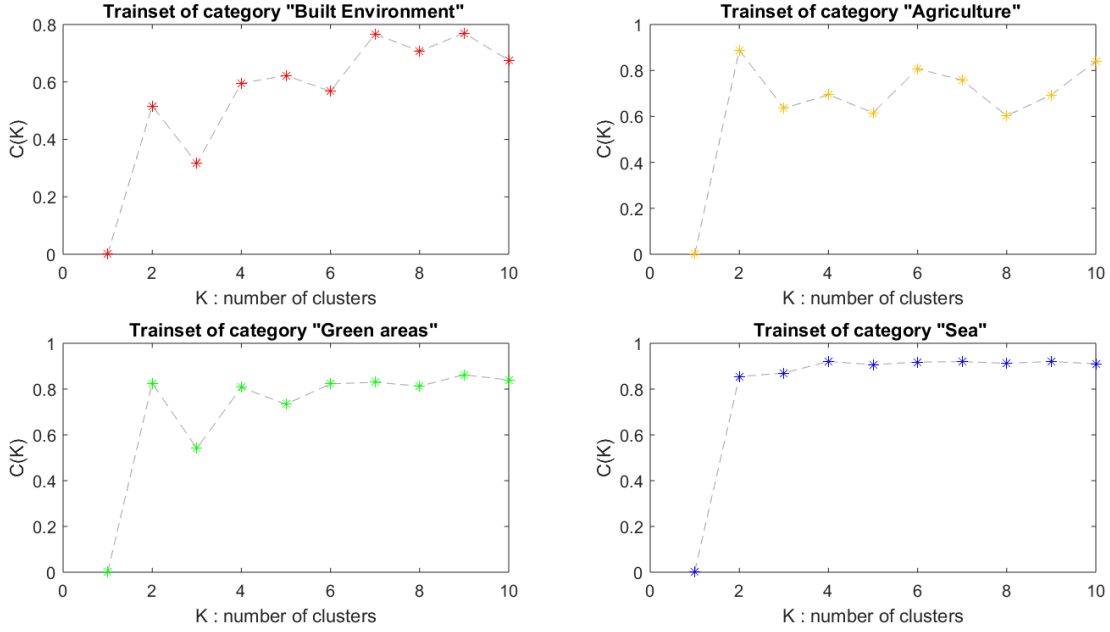 Trainset of category "Built Environment"
0.8
0.6
0.4
0.2
0
C(K)
0 2 4 6 8 10
K : number of clusters
Trainset of category "Agriculture"
1
0.8
0.6
0.4
0.2
0
C(K)
0 2 4 6 8 10
K : number of clusters
Trainset of category "Green areas"
1
0.8
0.6
0.4
0.2
0
C(K)
0 2 4 6 8 10
K : number of clusters
Trainset of category "Sea"
1
0.8
0.6
0.4
0.2
0
C(K)
0 2 4 6 8 10
K : number of clusters